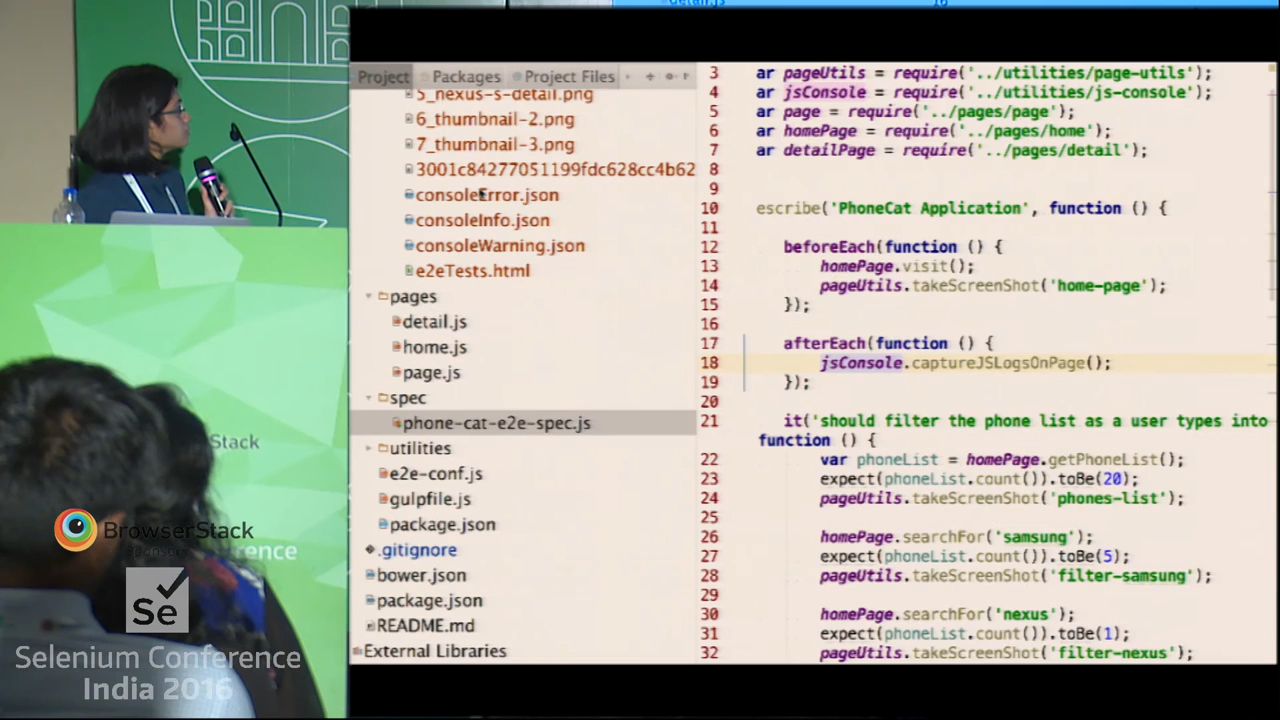 detail.js
Project Packages Project Files
5_nexus-s-detail.png
6_thumbnail-2.png
7_thumbnail-3.png
3001c84277051199fdc628cc4b62
consoleError.json
consoleInfo.json
consoleWarning.json
e2eTests.html
pages
detail.js
home.js
page.js
spec
phone-cat-e2e-spec.js
utilities
e2e-conf.js
gulpfile.js
package.json
.gitignore
bower.json
package.json
README.md
External Libraries
3 ar pageUtils = require('../utilities/page-utils');
4 ar jsConsole = require('../utilities/js-console');
5 ar page = require('../pages/page');
6 ar homePage = require('../pages/home');
7 ar detailPage = require('../pages/detail');
8
9
10 escribe('PhoneCat Application', function () {
11
12 beforeEach(function () {
13 homePage.visit();
14 pageUtils.takeScreenShot('home-page');
15 });
16
17 afterEach(function () {
18 jsConsole.captureJSLogsOnPage();
19 });
20
21 it('should filter the phone list as a user types into
function () {
22 var phoneList = homePage.getPhoneList();
23 expect(phoneList.count()).toBe(20);
24 pageUtils.takeScreenShot('phones-list');
25
26 homePage.searchFor('samsung');
27 expect(phoneList.count()).toBe(5);
28 pageUtils.takeScreenShot('filter-samsung');
29
30 homePage.searchFor('nexus');
31 expect(phoneList.count()).toBe(1);
32 pageUtils.takeScreenShot('filter-nexus');
Stack
BrowserStack
rence
Se
Selenium Conference
India 2016